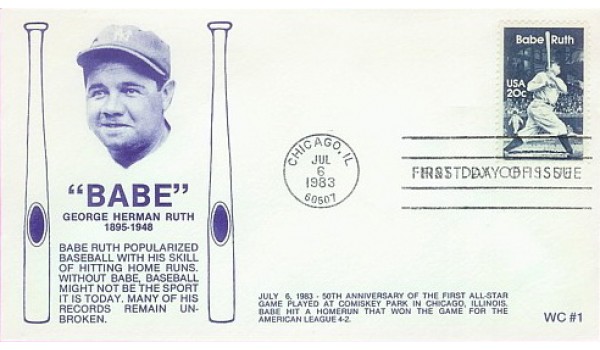 Babe Ruth
USA
20c
CHICAGO, IL
JUL
6
1983
60607
FIRST DAY OF ISSUE
"BABE"
GEORGE HERMAN RUTH
1895-1948
BABE RUTH POPULARIZED
BASEBALL WITH HIS SKILL
OF HITTING HOME RUNS.
WITHOUT BABE, BASEBALL
MIGHT NOT BE THE SPORT
IT IS TODAY. MANY OF HIS
RECORDS REMAIN UN-
BROKEN.
JULY 6, 1983 - 50TH ANNIVERSARY OF THE FIRST ALL-STAR
GAME PLAYED AT COMISKEY PARK IN CHICAGO, ILLINOIS.
BABE HIT A HOMERUN THAT WON THE GAME FOR THE
AMERICAN LEAGUE 4-2.
WC #1